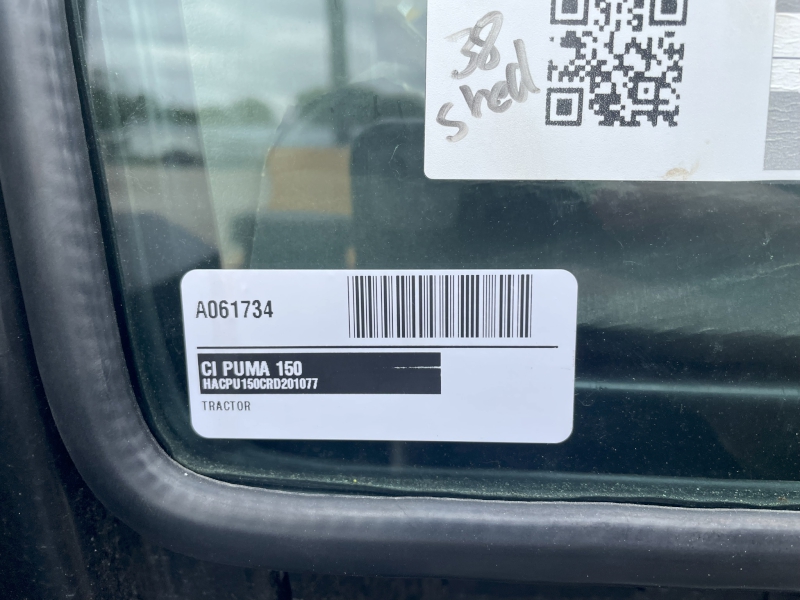 38
Shed
A061734
CI PUMA 150
HACPU150CRD201077
TRACTOR